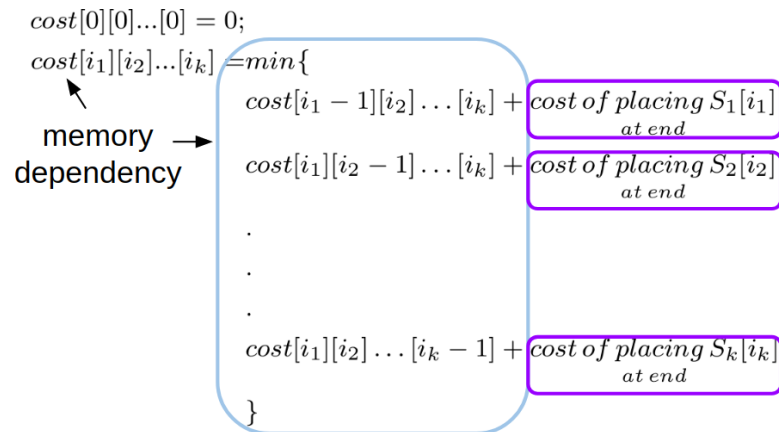 cost[0][0]...[0] = 0;
cost[i₁][i₂]...[iₖ] =min{
cost[i₁ − 1][i₂] . . . [iₖ] + cost of placing S₁[i₁]
at end
memory
dependency
cost[i₁][i₂ − 1] . . . [iₖ] + cost of placing S₂[i₂]
at end
.
.
.
cost[i₁][i₂] . . . [iₖ − 1] + cost of placing Sₖ[iₖ]
at end
}